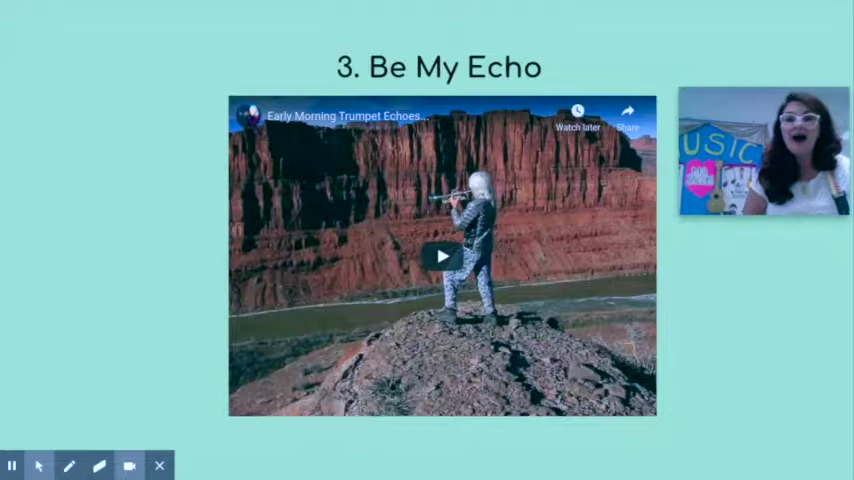 3. Be My Echo
Early Morning Trumpet Echoes...
Watch later
Share
USIC